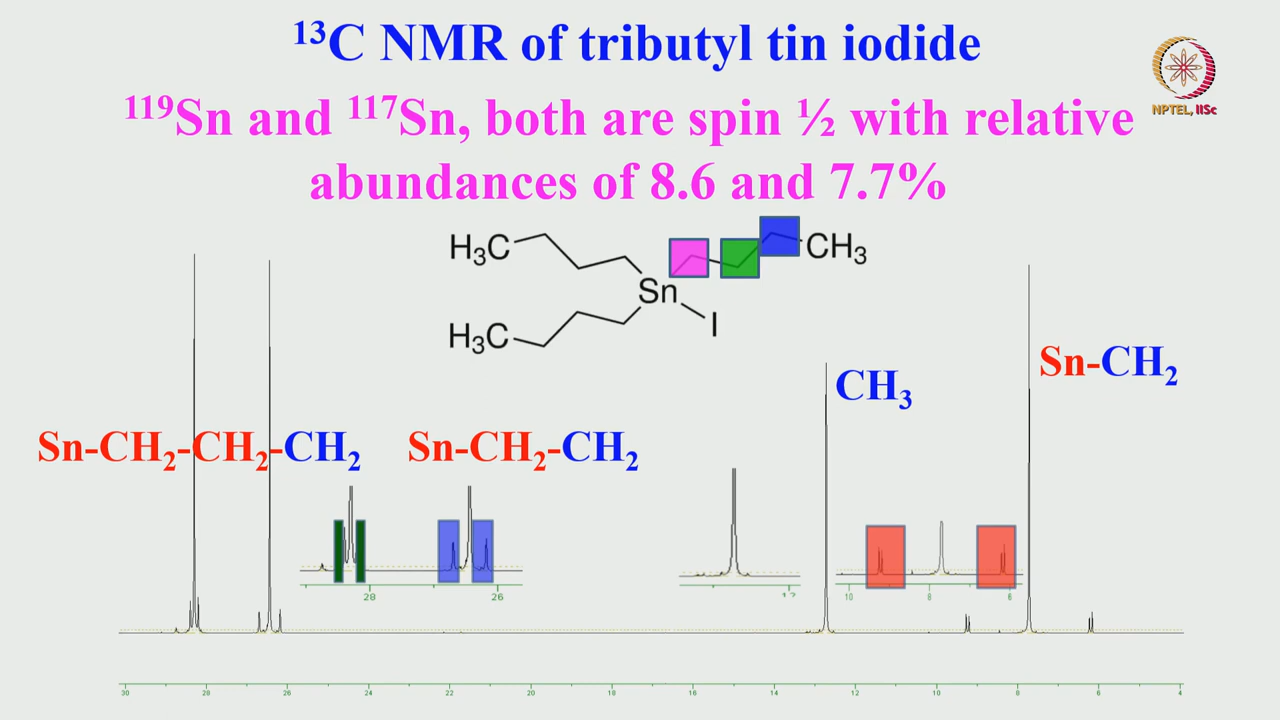 ¹³C NMR of tributyl tin iodide
NPTEL, IISc
¹¹⁹Sn and ¹¹⁷Sn, both are spin ½ with relative
abundances of 8.6 and 7.7%
H₃C
CH₃
Sn
I
H₃C
Sn-CH₂
CH₃
Sn-CH₂-CH₂-CH₂
Sn-CH₂-CH₂
28 26
10 8 6
30 28 26 24 22 20 18 16 14 12 10 8 6 4